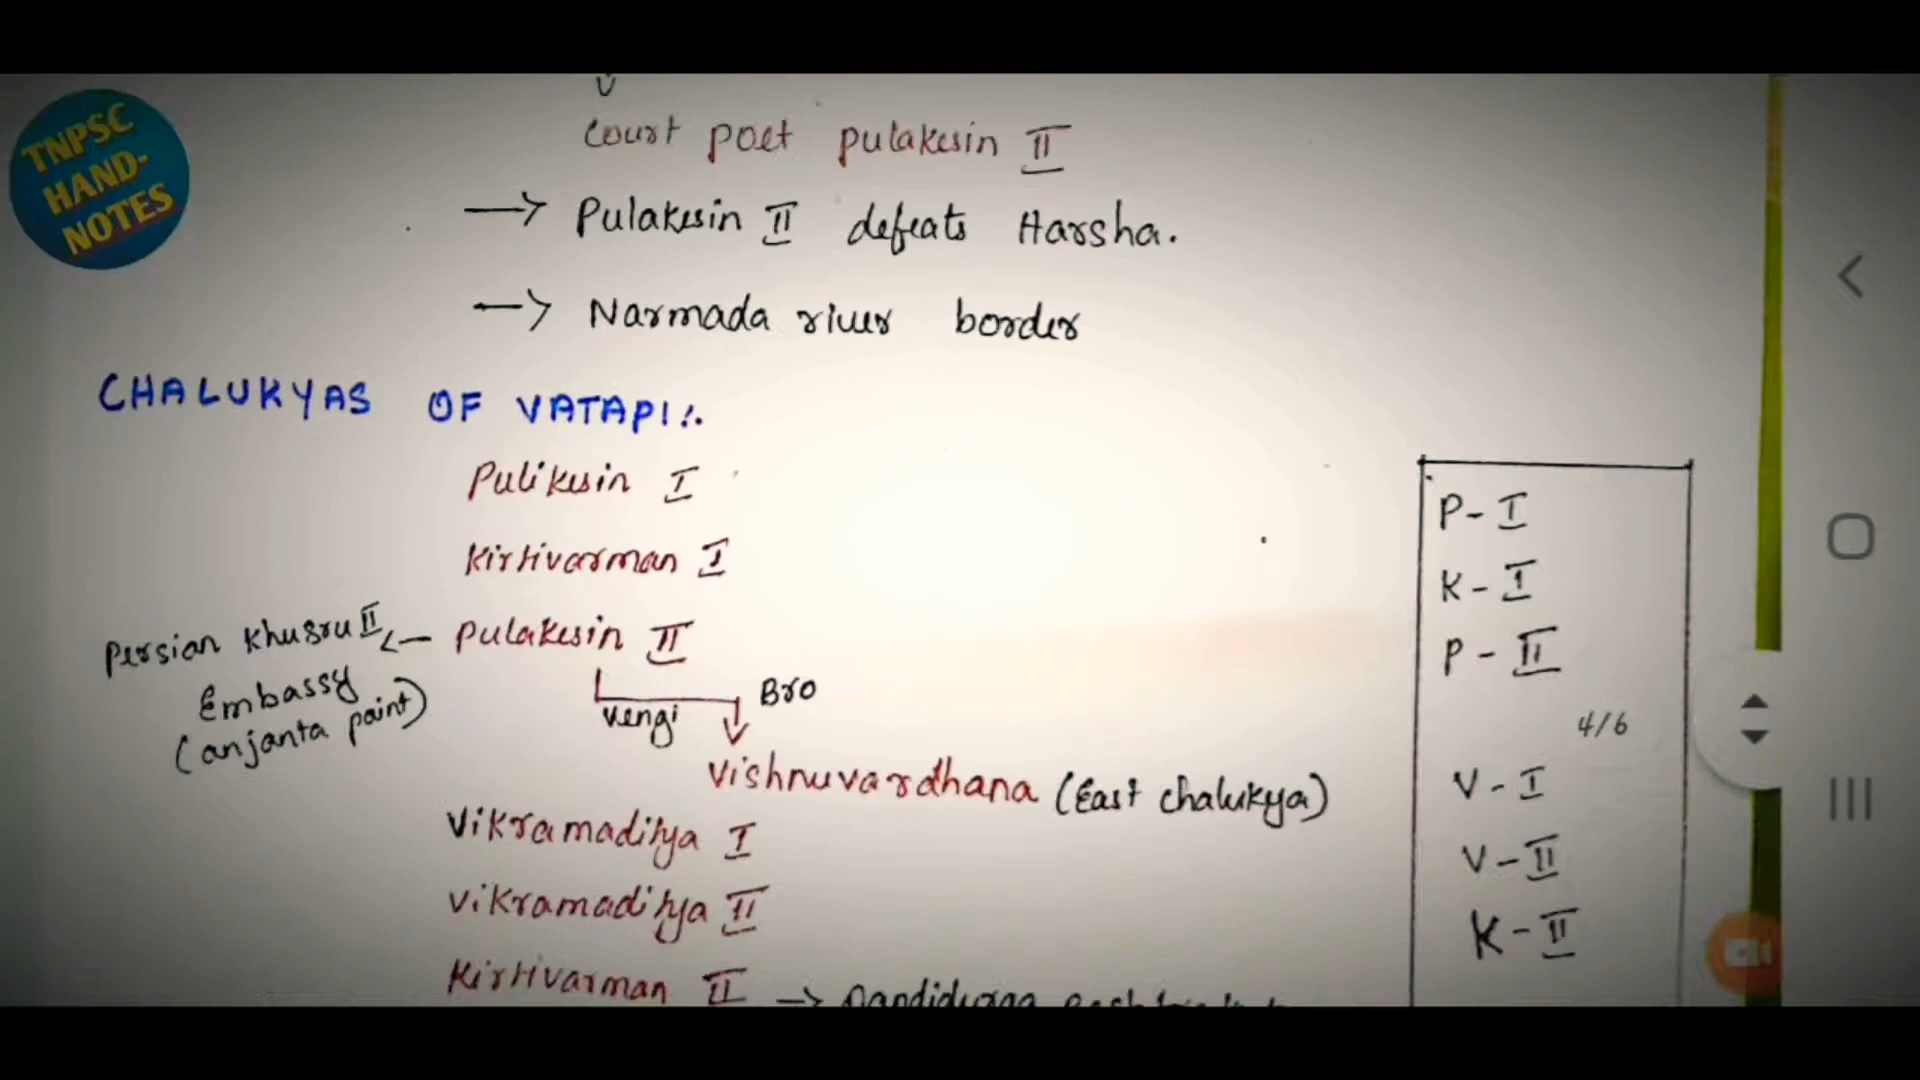 TNPSC
HAND-
NOTES
Court poet pulakesin II
→ Pulakesin II defeats Harsha.
→ Narmada river border
CHALUKYAS OF VATAPI:.
Pulikesin I
Kirtivarman I
Persian Khusru II ← Pulakesin II
Embassy
(anjanta paint)
Vengi
Bro
Vishnuvardhana (East chalukya)
Vikramaditya I
Vikramaditya II
Kirtivarman II →
P - I
K - I
P - II
4/6
V - I
V - II
K - II